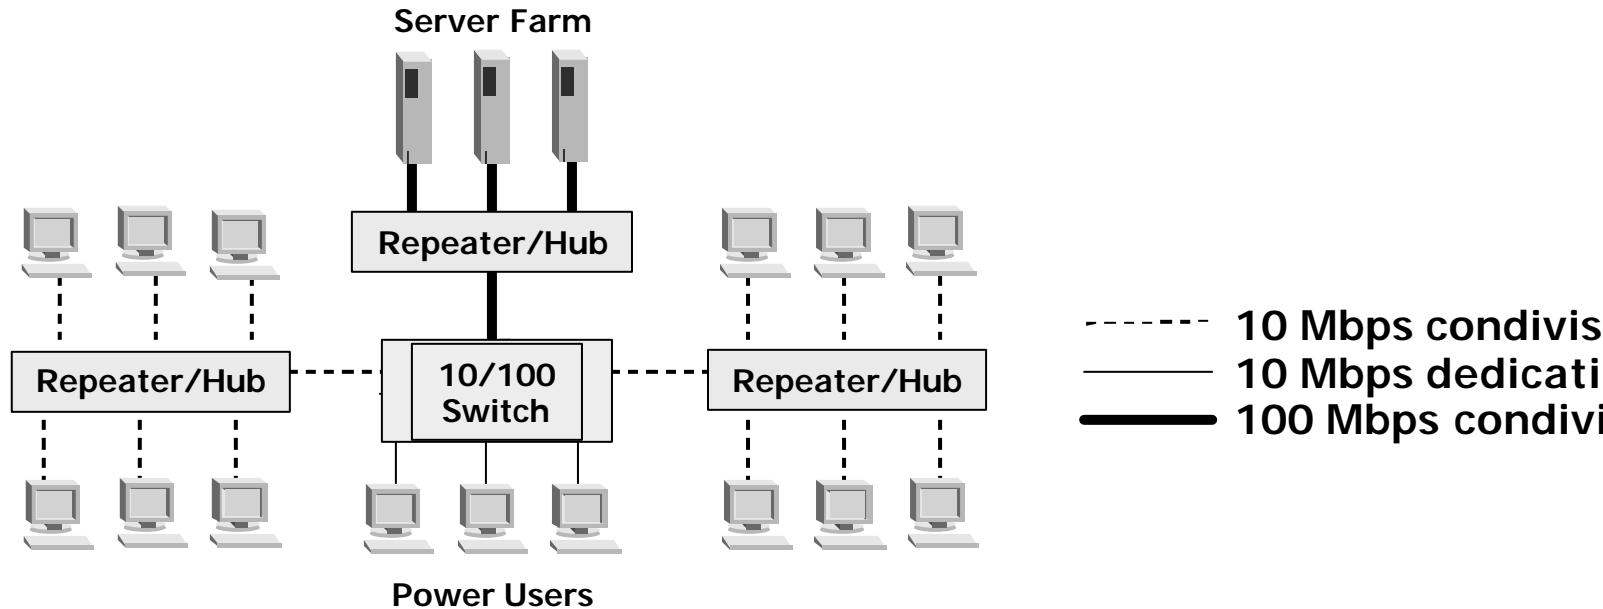 Server Farm
Repeater/Hub
Repeater/Hub
10/100
Switch
Repeater/Hub
10 Mbps condivis
10 Mbps dedicati
100 Mbps condivi
Power Users